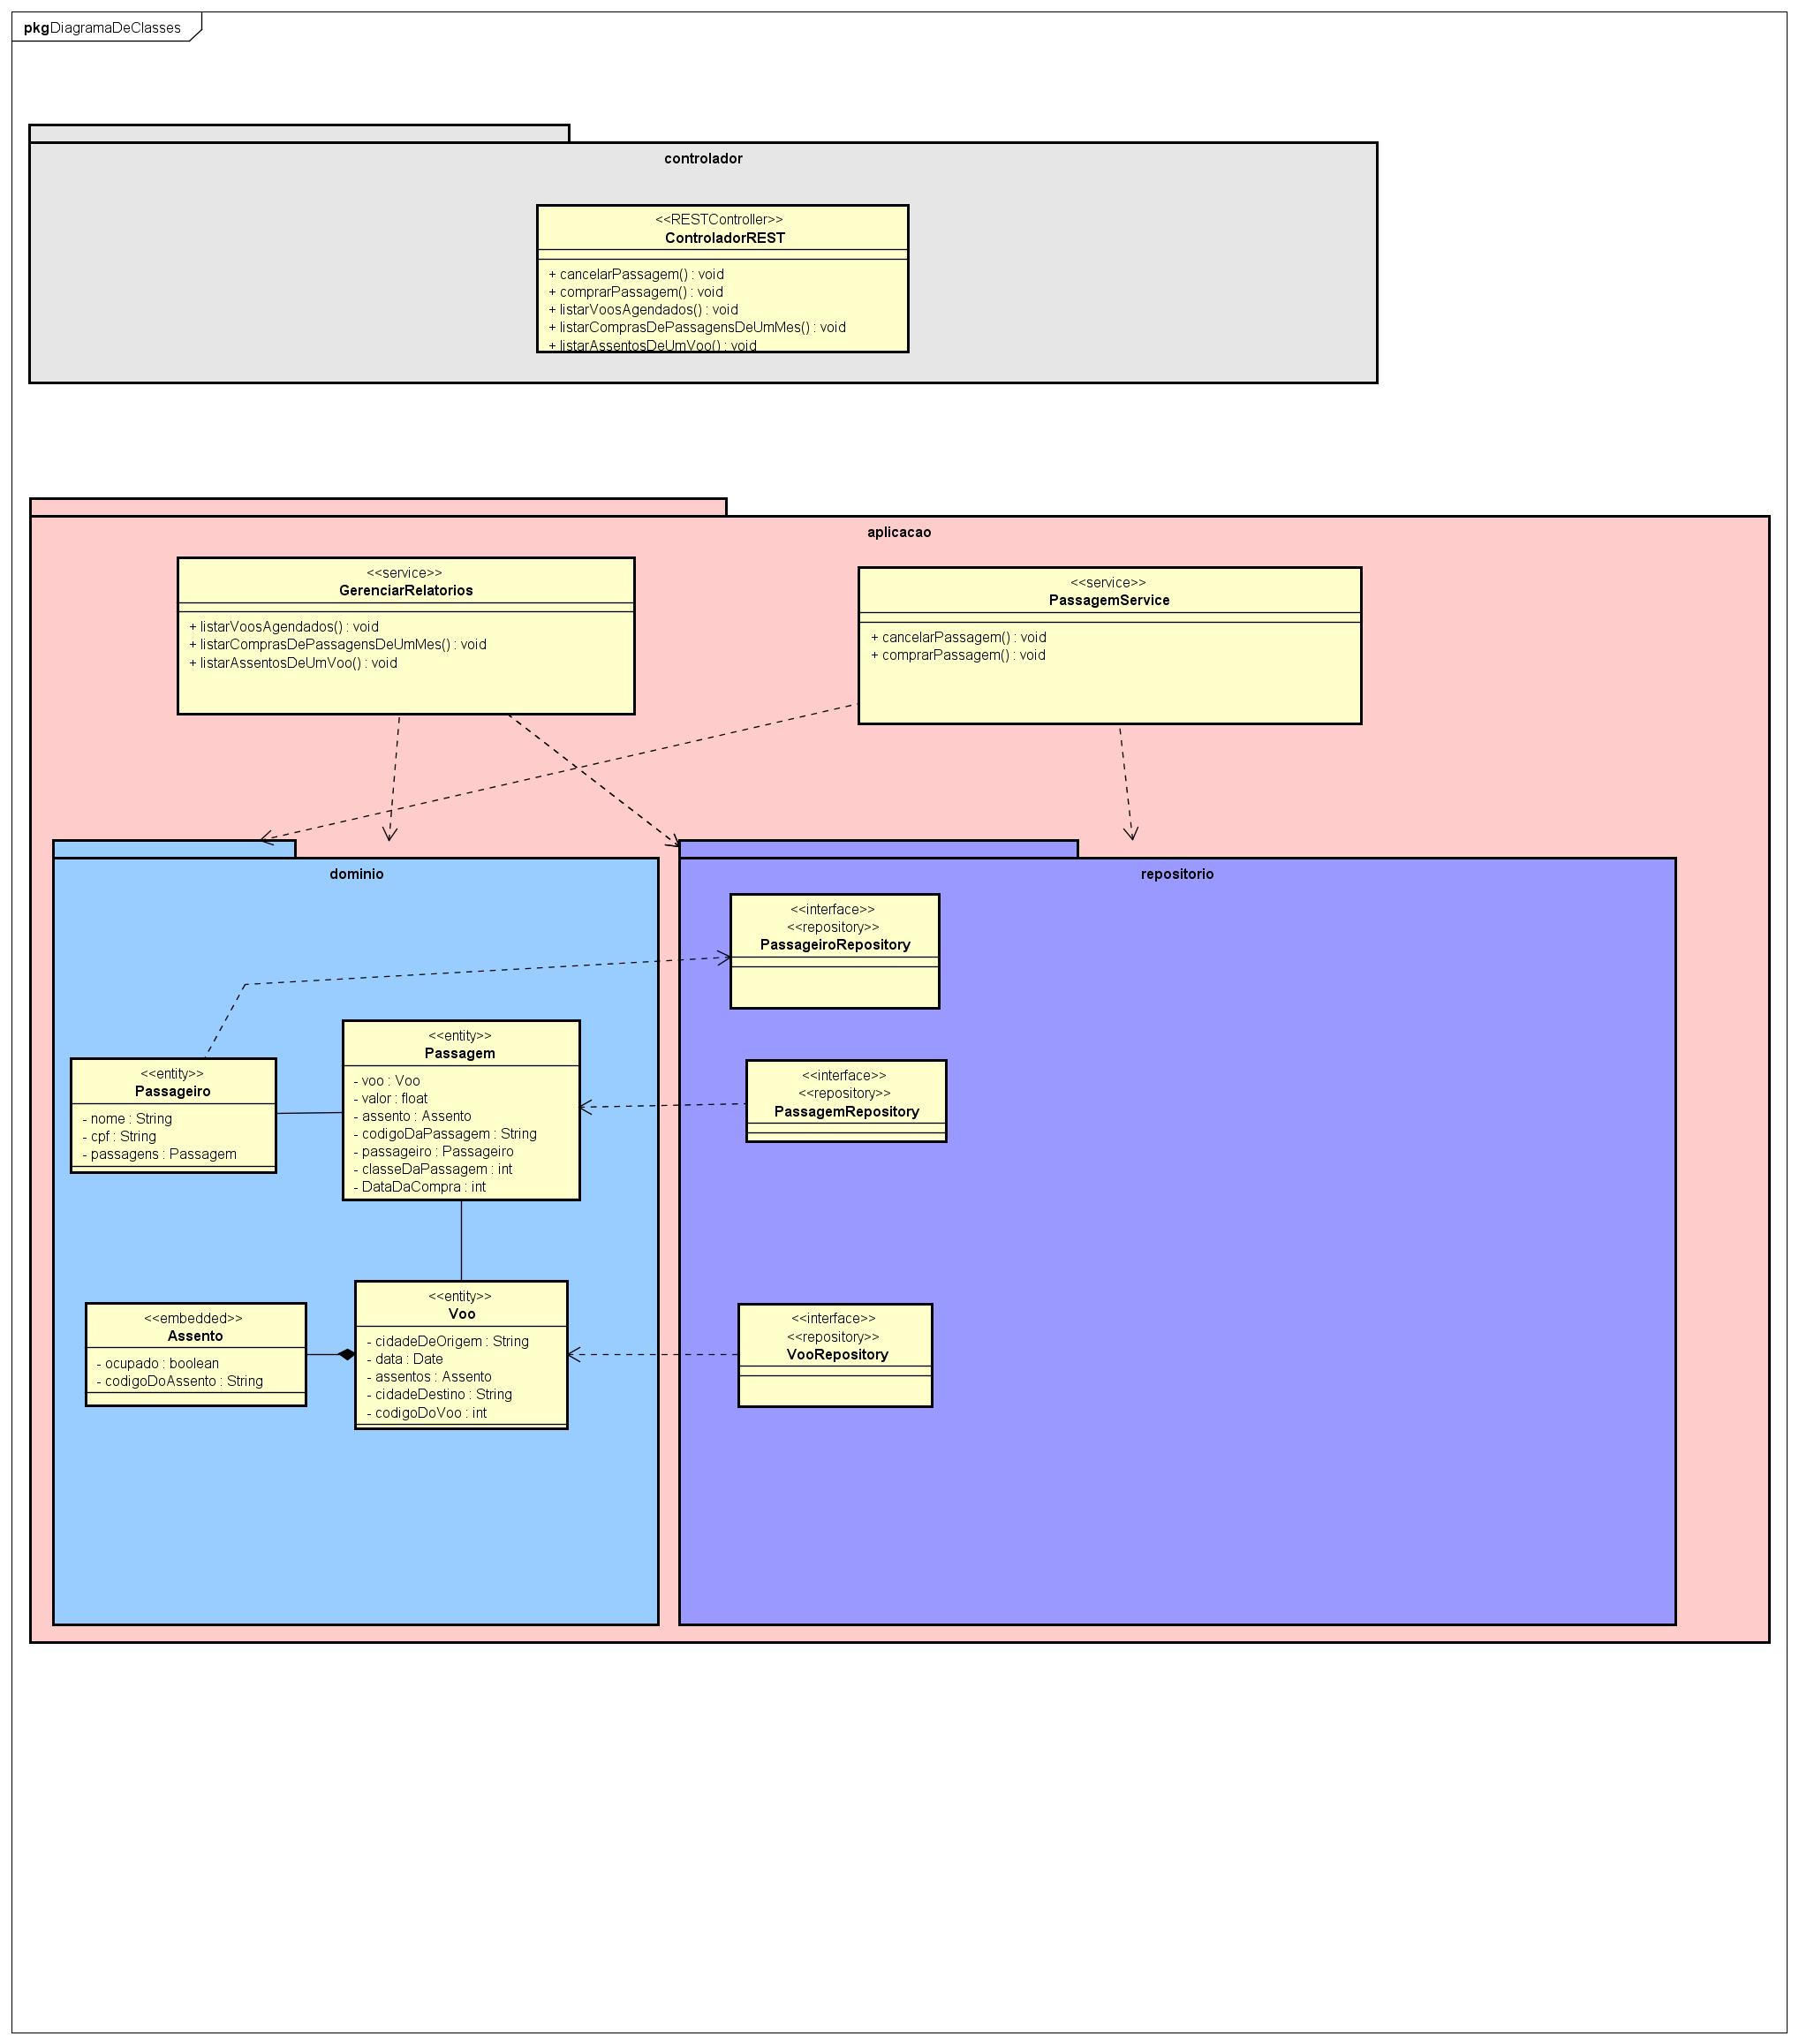 pkgDiagramaDeClasses
controlador
<<RESTController>>
ControladorREST
+ cancelarPassagem() : void
+ comprarPassagem() : void
+ listarVoosAgendados() : void
+ listarComprasDePassagensDeUmMes() : void
+ listarAssentosDeUmVoo() : void
aplicacao
<<service>>
GerenciarRelatorios
+ listarVoosAgendados() : void
+ listarComprasDePassagensDeUmMes() : void
+ listarAssentosDeUmVoo() : void
<<service>>
PassagemService
+ cancelarPassagem() : void
+ comprarPassagem() : void
dominio
<<entity>>
Passageiro
- nome : String
- cpf : String
- passagens : Passagem
<<entity>>
Passagem
- voo : Voo
- valor : float
- assento : Assento
- codigoDaPassagem : String
- passageiro : Passageiro
- classeDaPassagem : int
- DataDaCompra : int
<<embedded>>
Assento
- ocupado : boolean
- codigoDoAssento : String
<<entity>>
Voo
- cidadeDeOrigem : String
- data : Date
- assentos : Assento
- cidadeDestino : String
- codigoDoVoo : int
repositorio
<<interface>>
<<repository>>
PassageiroRepository
<<interface>>
<<repository>>
PassagemRepository
<<interface>>
<<repository>>
VooRepository